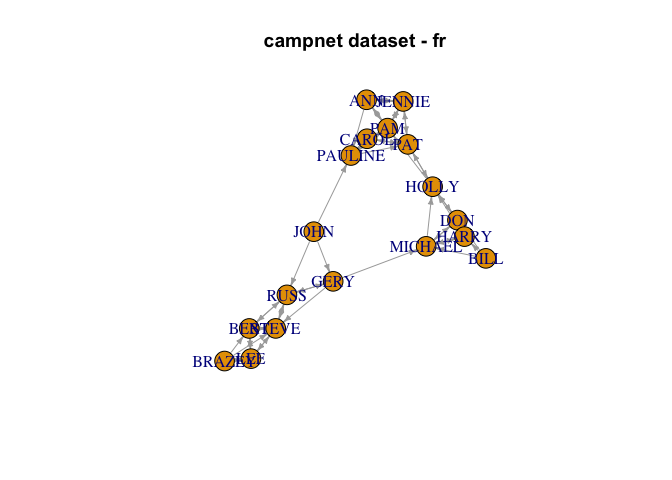 campnet dataset - fr
ANN
JENNIE
PAM
CAROL
PAT
PAULINE
HOLLY
DON
JOHN
HARRY
MICHAEL
BILL
GERY
RUSS
BERT
STEVE
BRAZEY
LEE